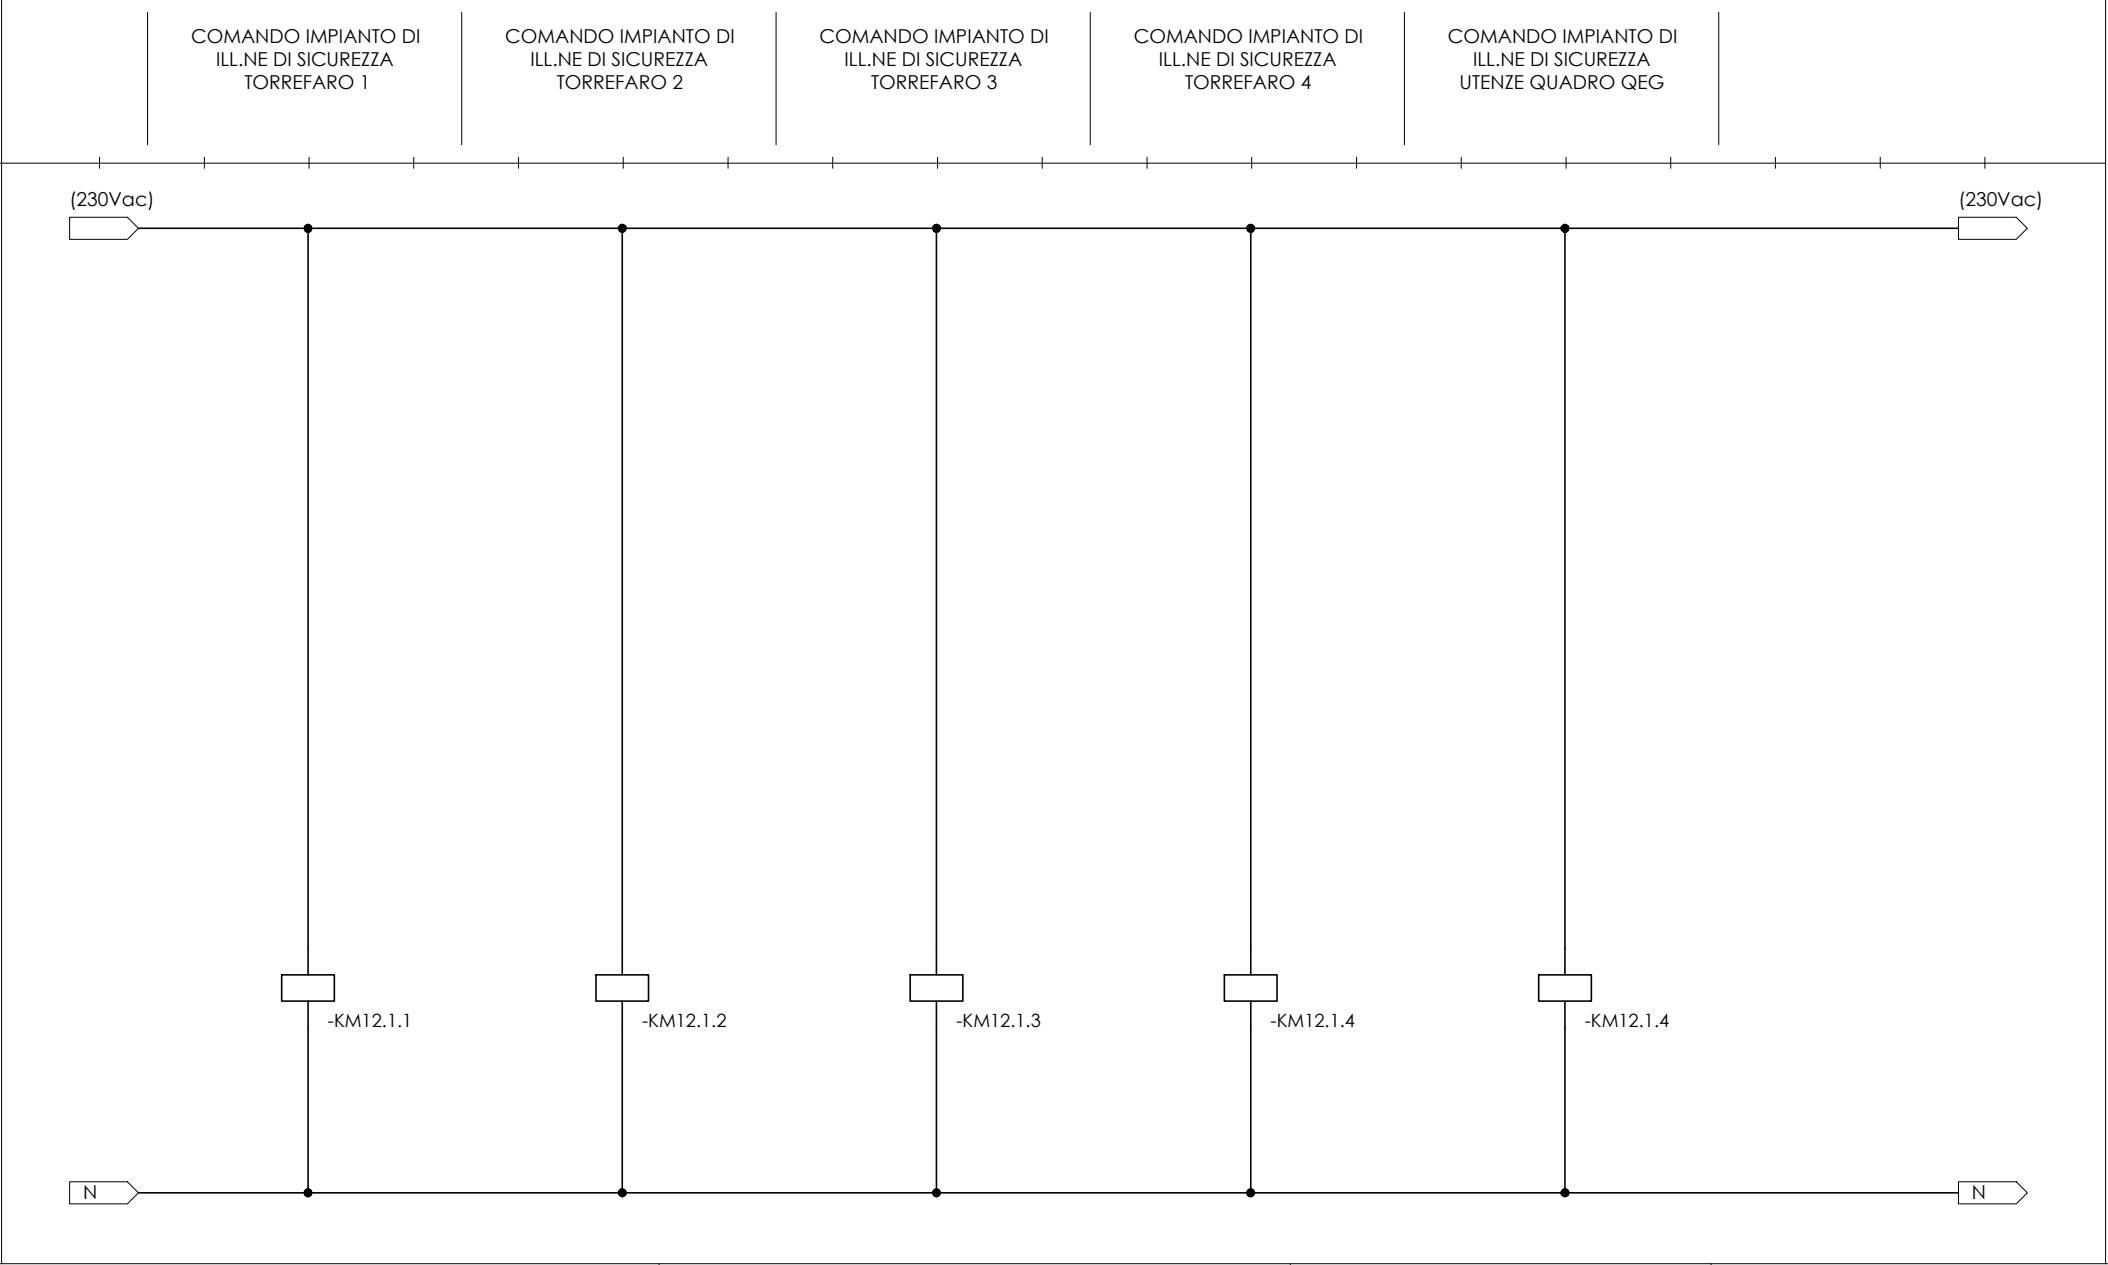 COMANDO IMPIANTO DI
ILL.NE DI SICUREZZA
TORREFARO 1
COMANDO IMPIANTO DI
ILL.NE DI SICUREZZA
TORREFARO 2
COMANDO IMPIANTO DI
ILL.NE DI SICUREZZA
TORREFARO 3
COMANDO IMPIANTO DI
ILL.NE DI SICUREZZA
TORREFARO 4
COMANDO IMPIANTO DI
ILL.NE DI SICUREZZA
UTENZE QUADRO QEG
(230Vac)
(230Vac)
-KM12.1.1
-KM12.1.2
-KM12.1.3
-KM12.1.4
-KM12.1.4
N
N